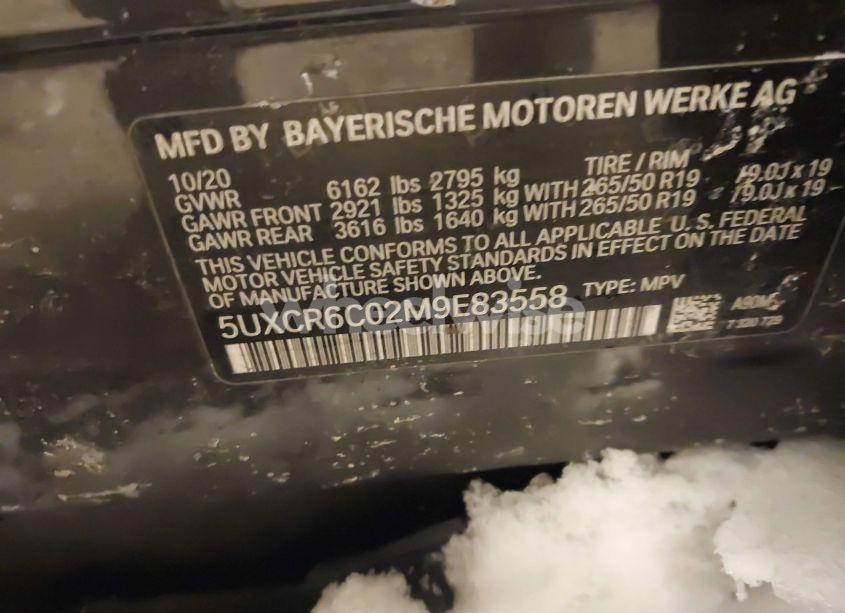 MFD BY BAYERISCHE MOTOREN WERKE AG
10/20 TIRE / RIM
GVWR 6162 lbs 2795 kg
GAWR FRONT 2921 lbs 1325 kg WITH 265/50 R19 /9.0J x 19
GAWR REAR 3616 lbs 1640 kg WITH 265/50 R19 /9.0J x 19
THIS VEHICLE CONFORMS TO ALL APPLICABLE U. S. FEDERAL
MOTOR VEHICLE SAFETY STANDARDS IN EFFECT ON THE DATE
OF MANUFACTURE SHOWN ABOVE.
5UXCR6C02M9E83558 TYPE: MPV